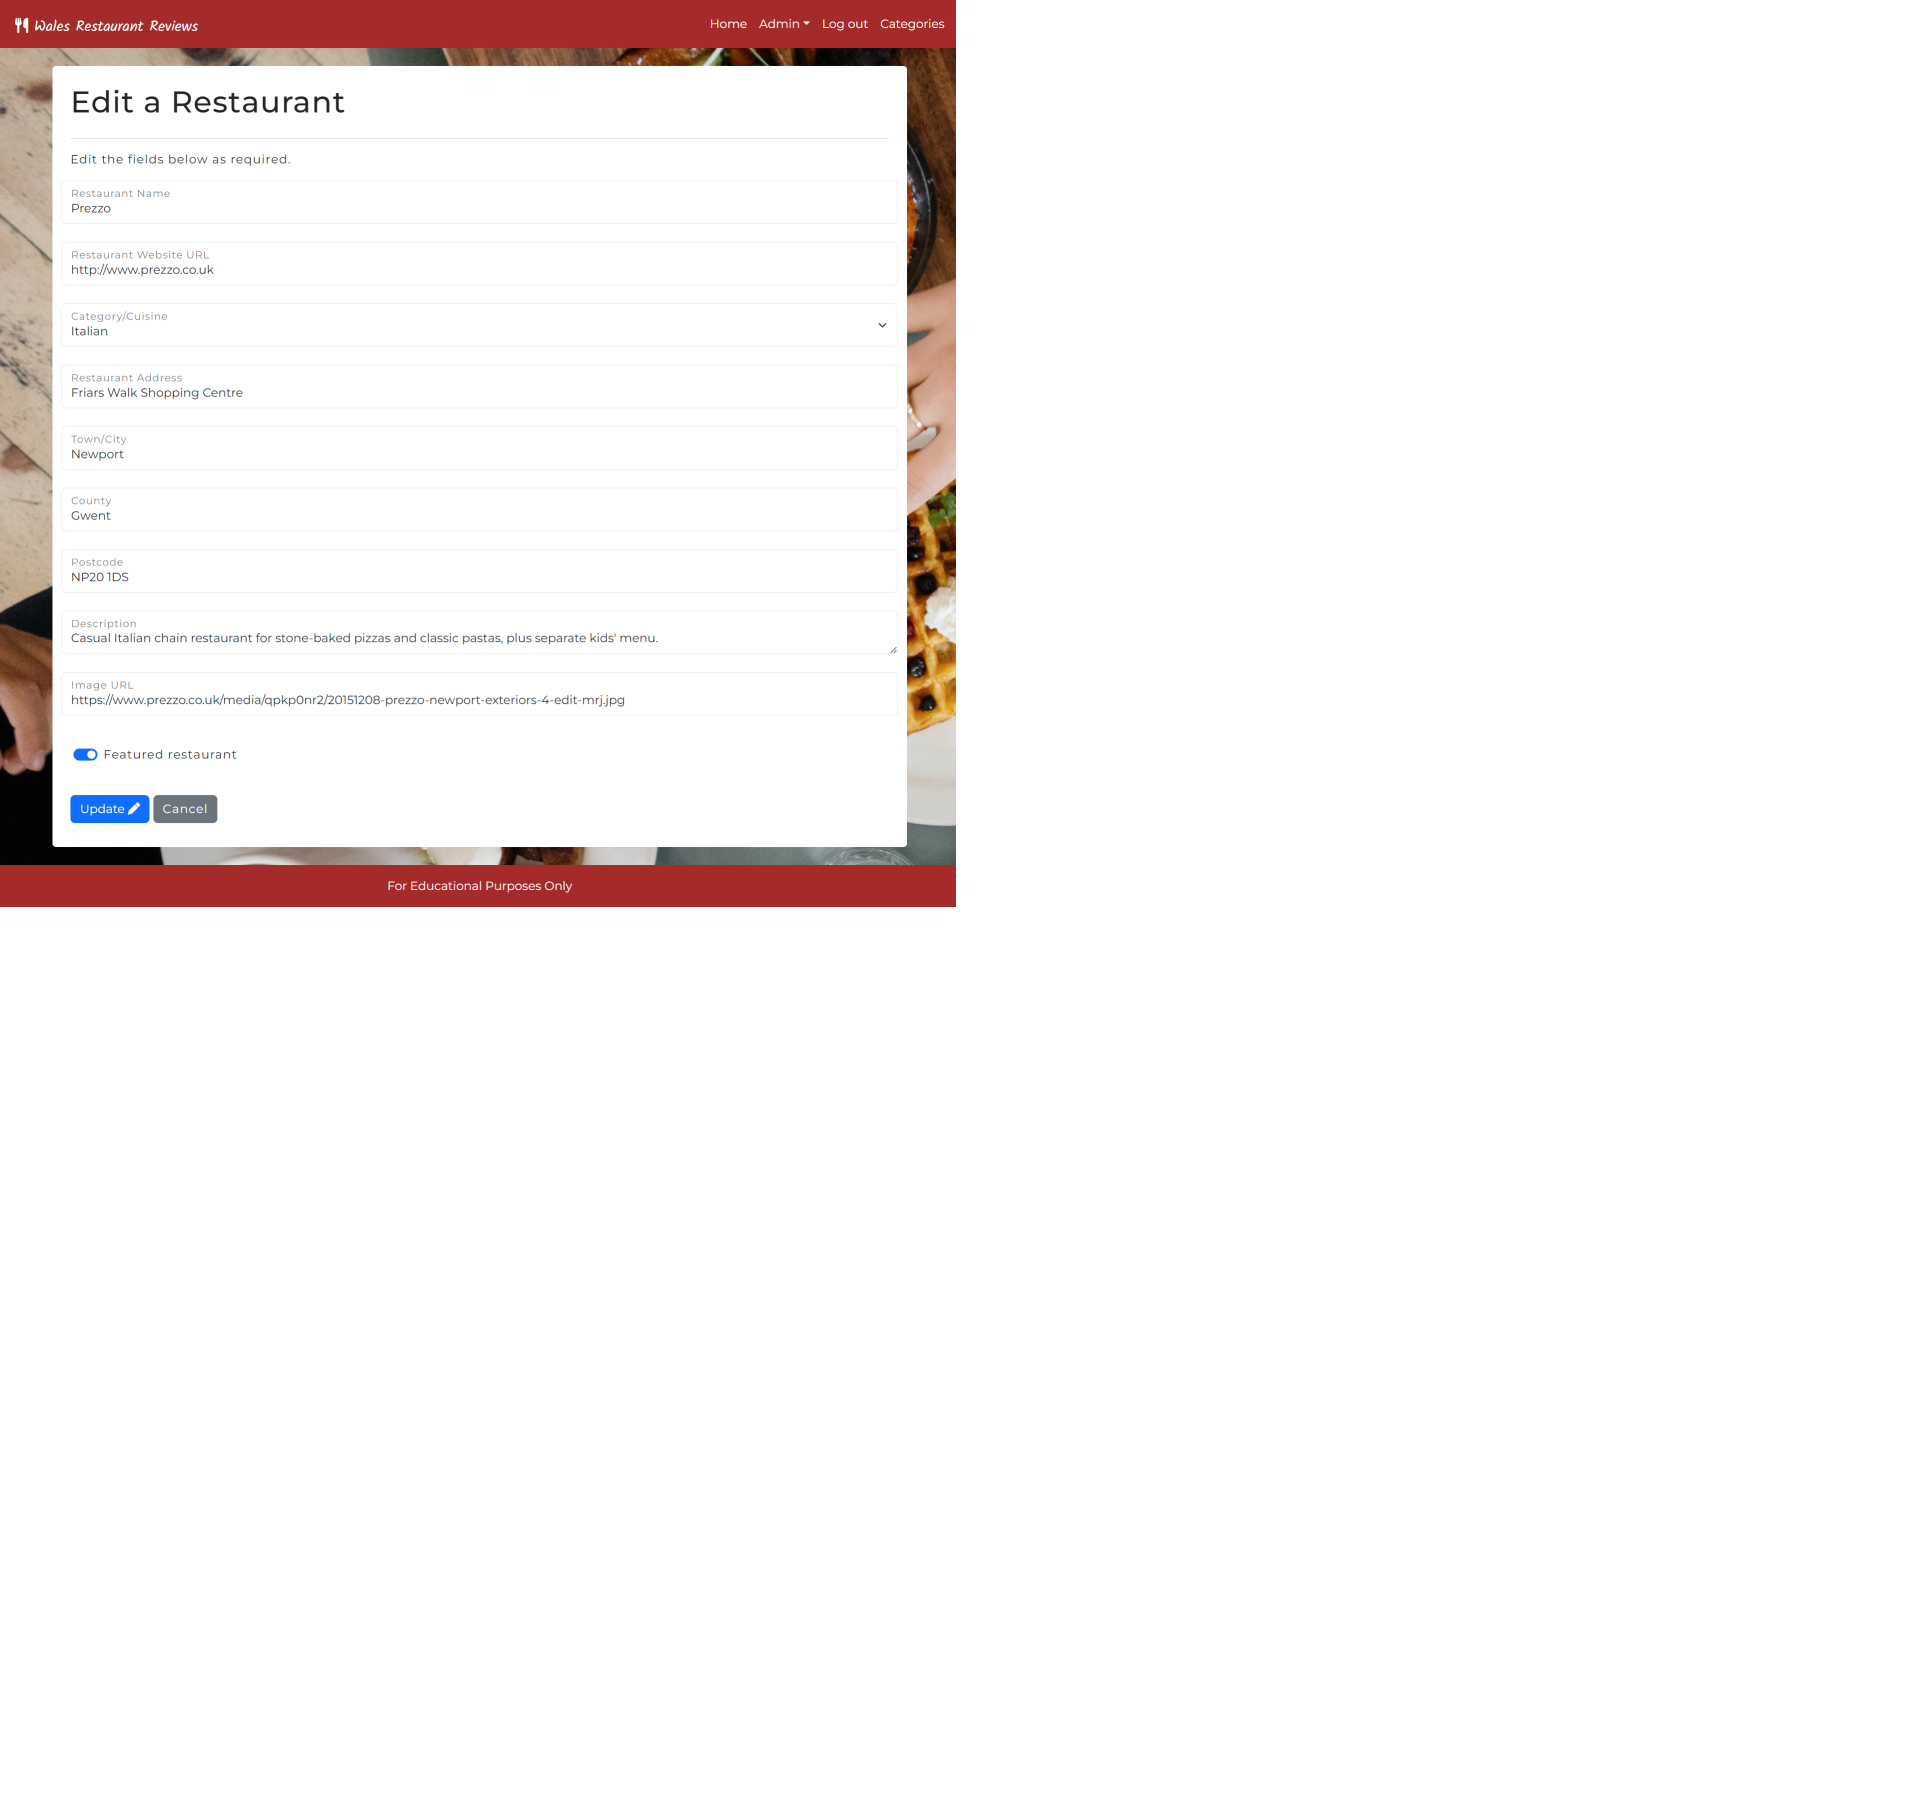 Wales Restaurant Reviews
Home Admin Log out Categories
Edit a Restaurant
Edit the fields below as required.
Restaurant Name
Prezzo
Restaurant Website URL
http://www.prezzo.co.uk
Category/Cuisine
Italian
Restaurant Address
Friars Walk Shopping Centre
Town/City
Newport
County
Gwent
Postcode
NP20 1DS
Description
Casual Italian chain restaurant for stone-baked pizzas and classic pastas, plus separate kids' menu.
Image URL
https://www.prezzo.co.uk/media/qpkp0nr2/20151208-prezzo-newport-exteriors-4-edit-mrj.jpg
Featured restaurant
Update Cancel
For Educational Purposes Only